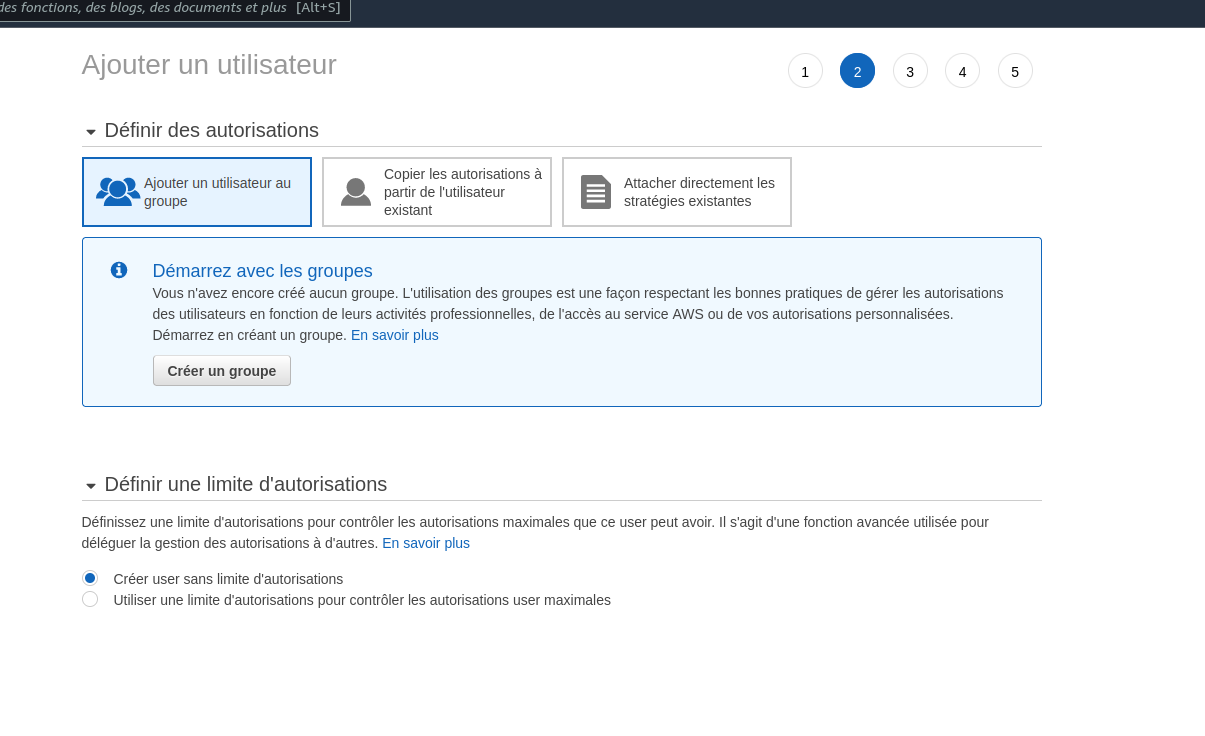 des fonctions, des blogs, des documents et plus [Alt+S]
Ajouter un utilisateur
1 2 3 4 5
Définir des autorisations
Ajouter un utilisateur au
groupe
Copier les autorisations à
partir de l'utilisateur
existant
Attacher directement les
stratégies existantes
Démarrez avec les groupes
Vous n'avez encore créé aucun groupe. L'utilisation des groupes est une façon respectant les bonnes pratiques de gérer les autorisations
des utilisateurs en fonction de leurs activités professionnelles, de l'accès au service AWS ou de vos autorisations personnalisées.
Démarrez en créant un groupe. En savoir plus
Créer un groupe
Définir une limite d'autorisations
Définissez une limite d'autorisations pour contrôler les autorisations maximales que ce user peut avoir. Il s'agit d'une fonction avancée utilisée pour
déléguer la gestion des autorisations à d'autres. En savoir plus
Créer user sans limite d'autorisations
Utiliser une limite d'autorisations pour contrôler les autorisations user maximales